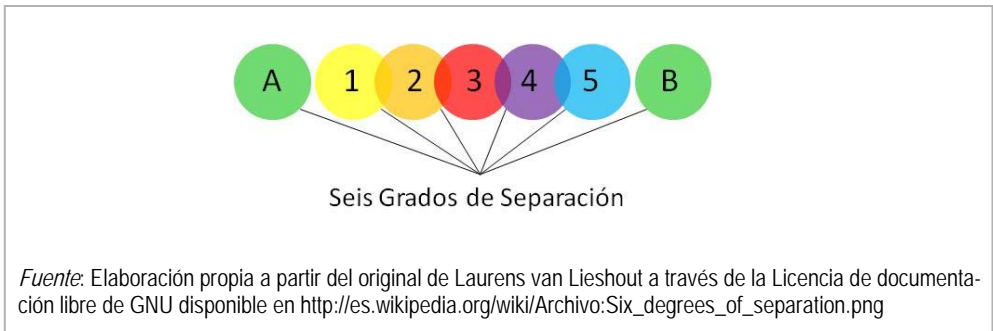 A 1 2 3 4 5 B
Seis Grados de Separación
Fuente: Elaboración propia a partir del original de Laurens van Lieshout a través de la Licencia de documenta-
ción libre de GNU disponible en http://es.wikipedia.org/wiki/Archivo:Six_degrees_of_separation.png